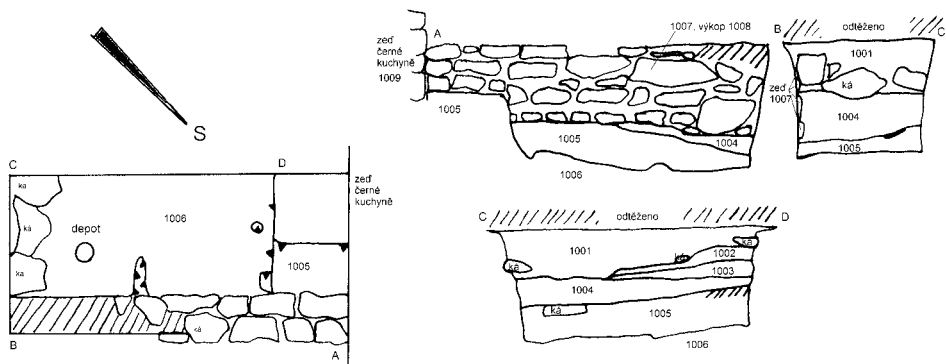 S
C
D
zeď
černé
kuchyně
ka
ká
ka
depot
1006
1005
ká
B
A
zeď
černé
kuchyně
1009
A
1007, výkop 1008
1005
1005
1004
1006
B
odtěženo
C
1001
ká
zeď
1007
1004
1005
C
odtěženo
D
1001
ká
ká
ká
1002
1003
1004
ká
1005
1006